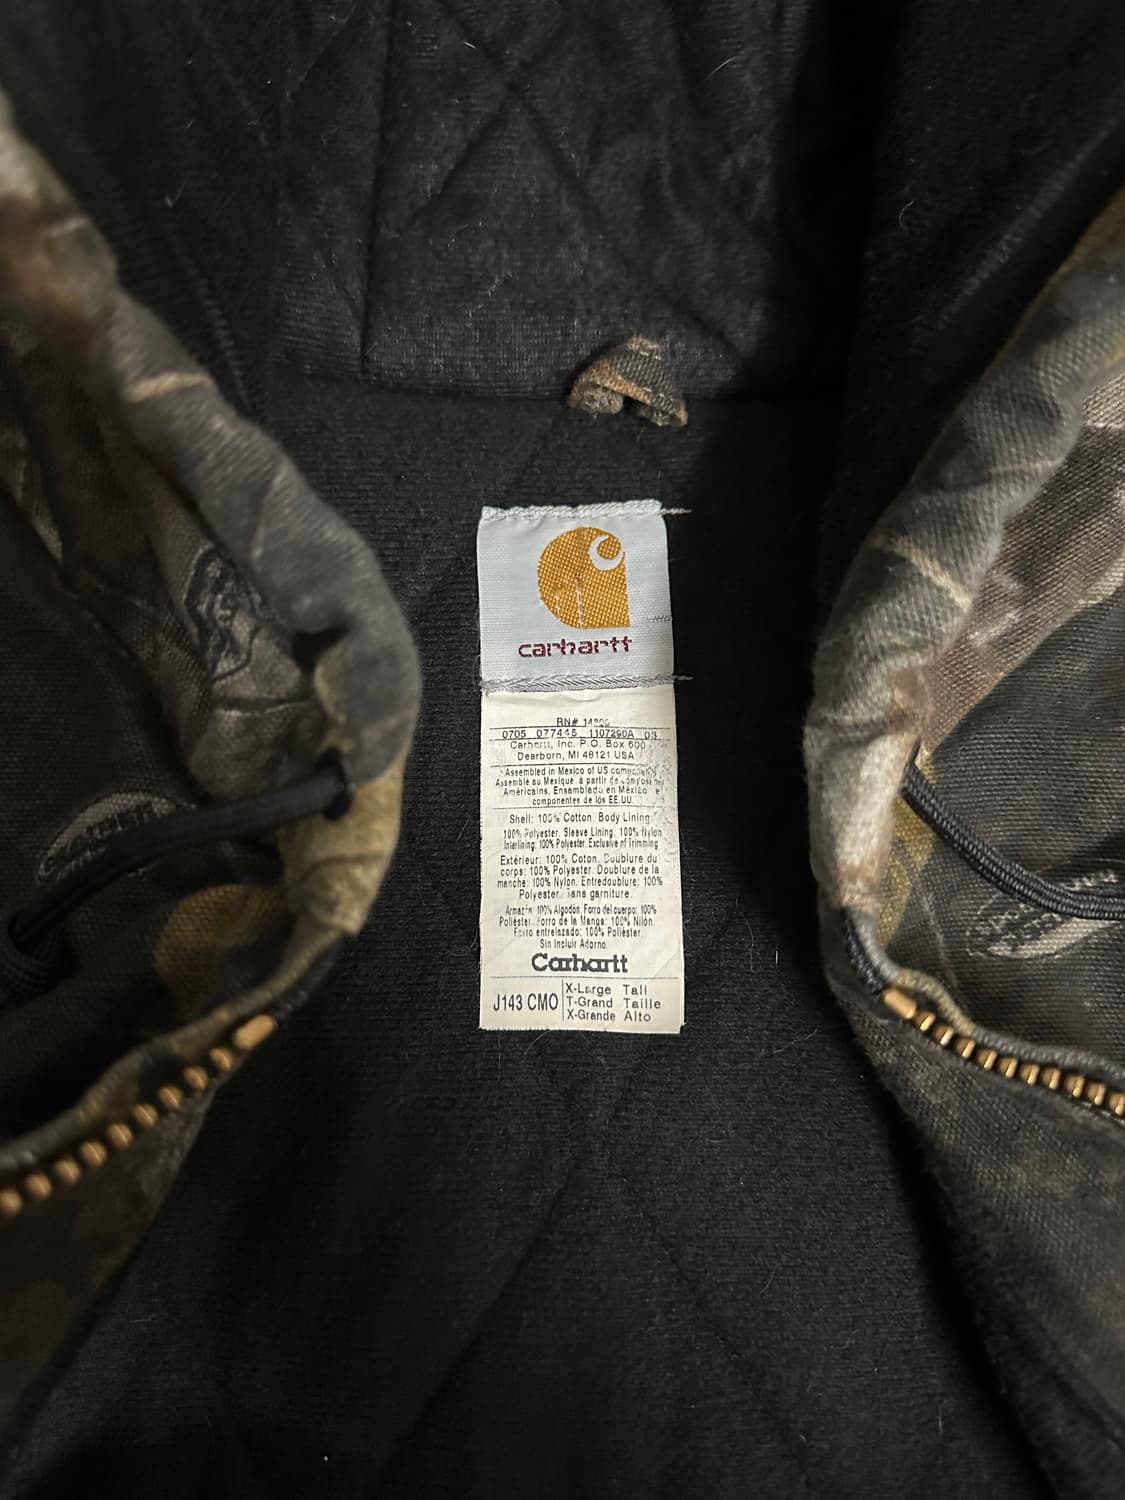 carhartt
RN#
0705 077445 1107290A 03
Carhartt, Inc. P.O. Box 600
Dearborn, MI 48121 USA
Assembled in Mexico of US
Assemblé au Mexique à partir de
Américains, Ensamblado en México
componentes de los EE.UU.
Shell: 100% Cotton. Body Lining
100% Polyester. Sleeve Lining. 100% Nylon
Interlining: 100% Polyester. Exclusive of Trimming
Extérieur: 100% Coton. Doublure du
corps: 100% Polyester. Doublure de la
manche: 100% Nylon. Entredoublure: 100%
Polyester. Sans garniture.
Armazón: 100% Algodón. Forro del cuerpo: 100%
Poliéster. Forro de la Manga: 100% Nilón.
Forro entrelazado: 100% Poliéster
Sin Incluir Adorno.
Carhartt
J143 CMO
X-Large Tall
T-Grand Taille
X-Grande Alto